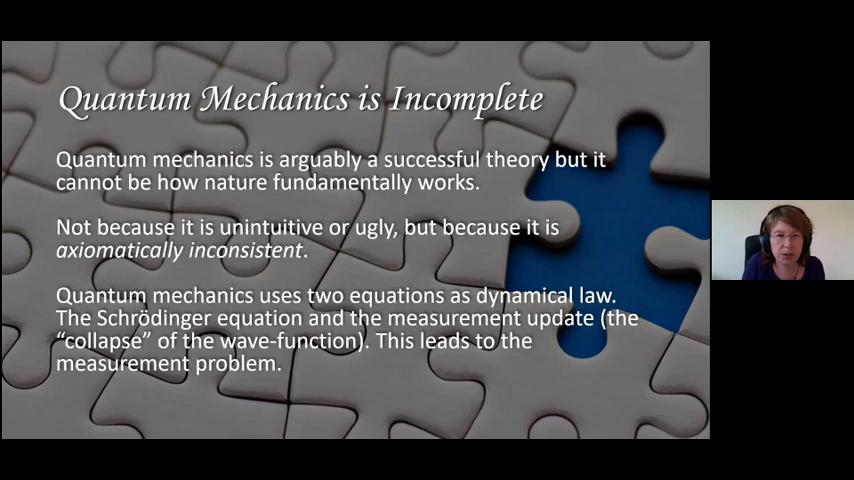 Quantum Mechanics is Incomplete
Quantum mechanics is arguably a successful theory but it
cannot be how nature fundamentally works.
Not because it is unintuitive or ugly, but because it is
axiomatically inconsistent.
Quantum mechanics uses two equations as dynamical law.
The Schrödinger equation and the measurement update (the
“collapse” of the wave-function). This leads to the
measurement problem.